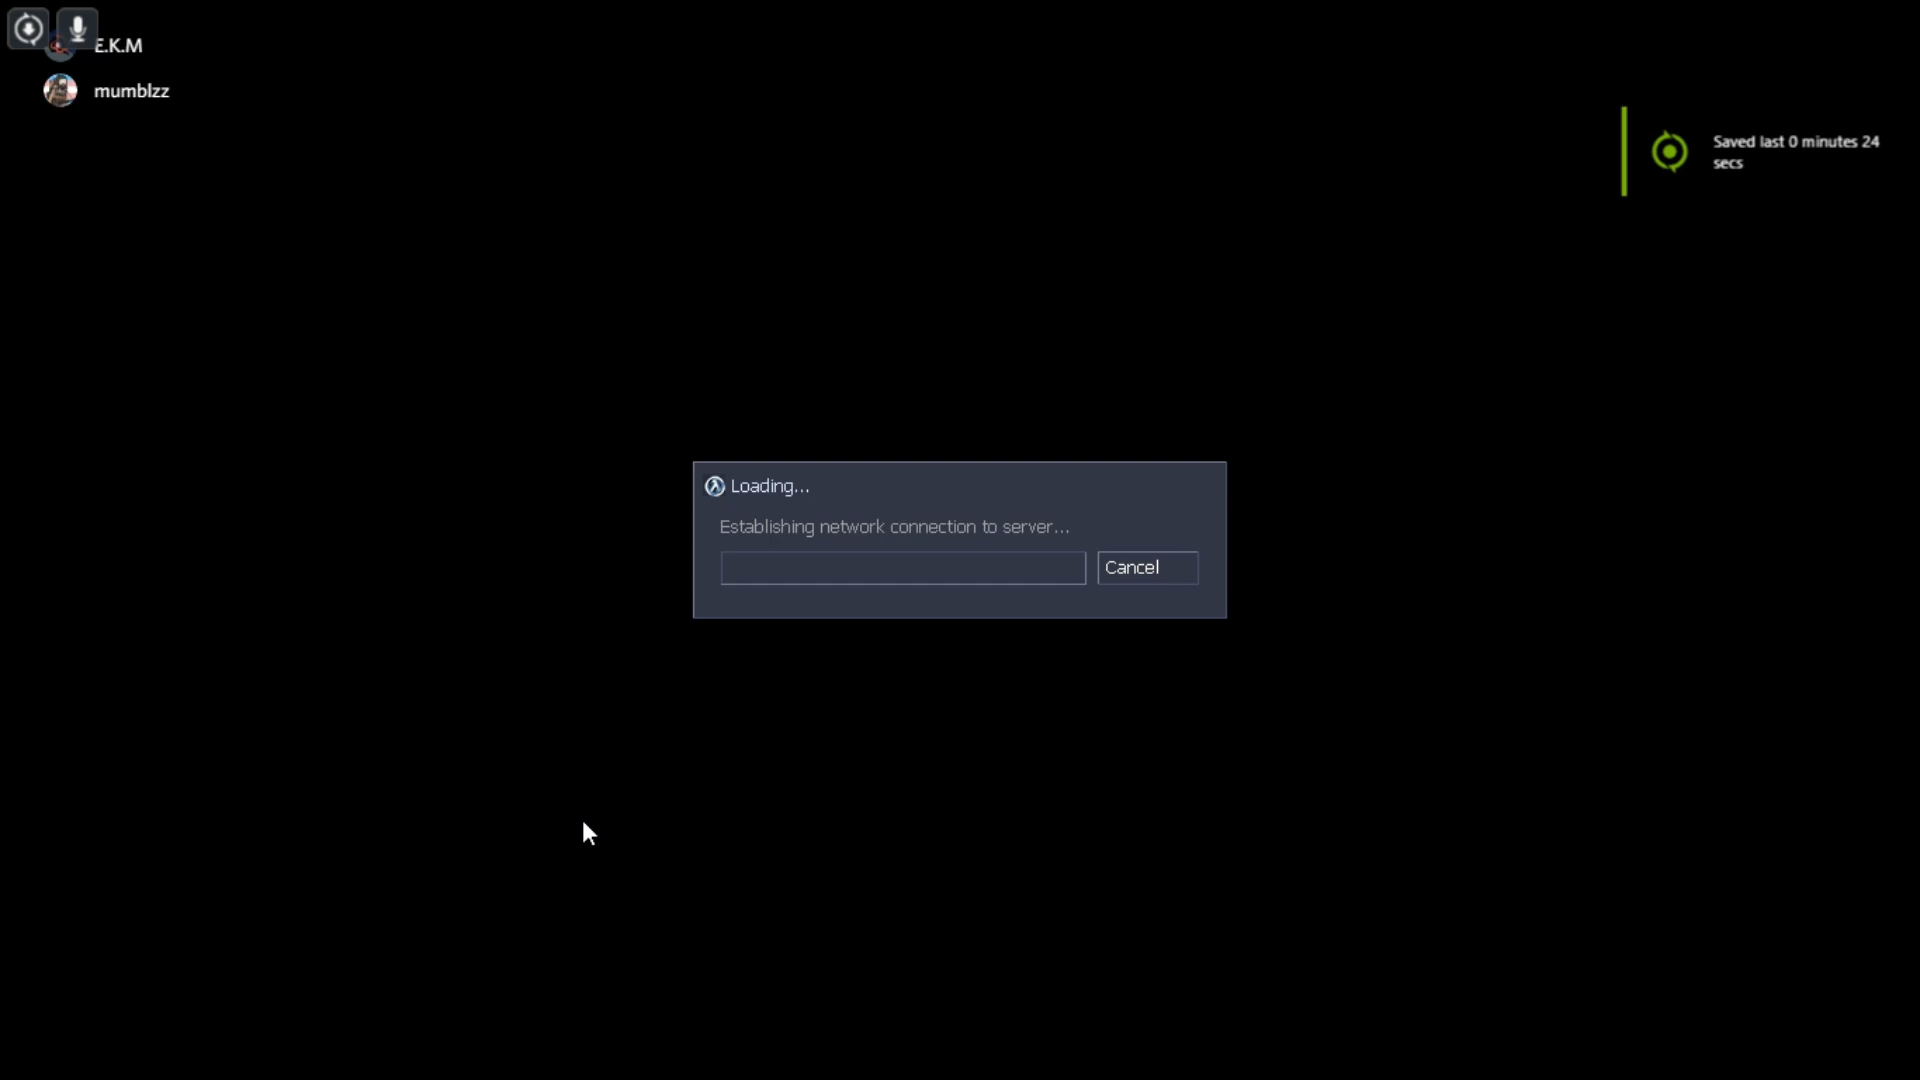 E.K.M
mumblzz
Saved last 0 minutes 24
secs
Loading...
Establishing network connection to server...
Cancel